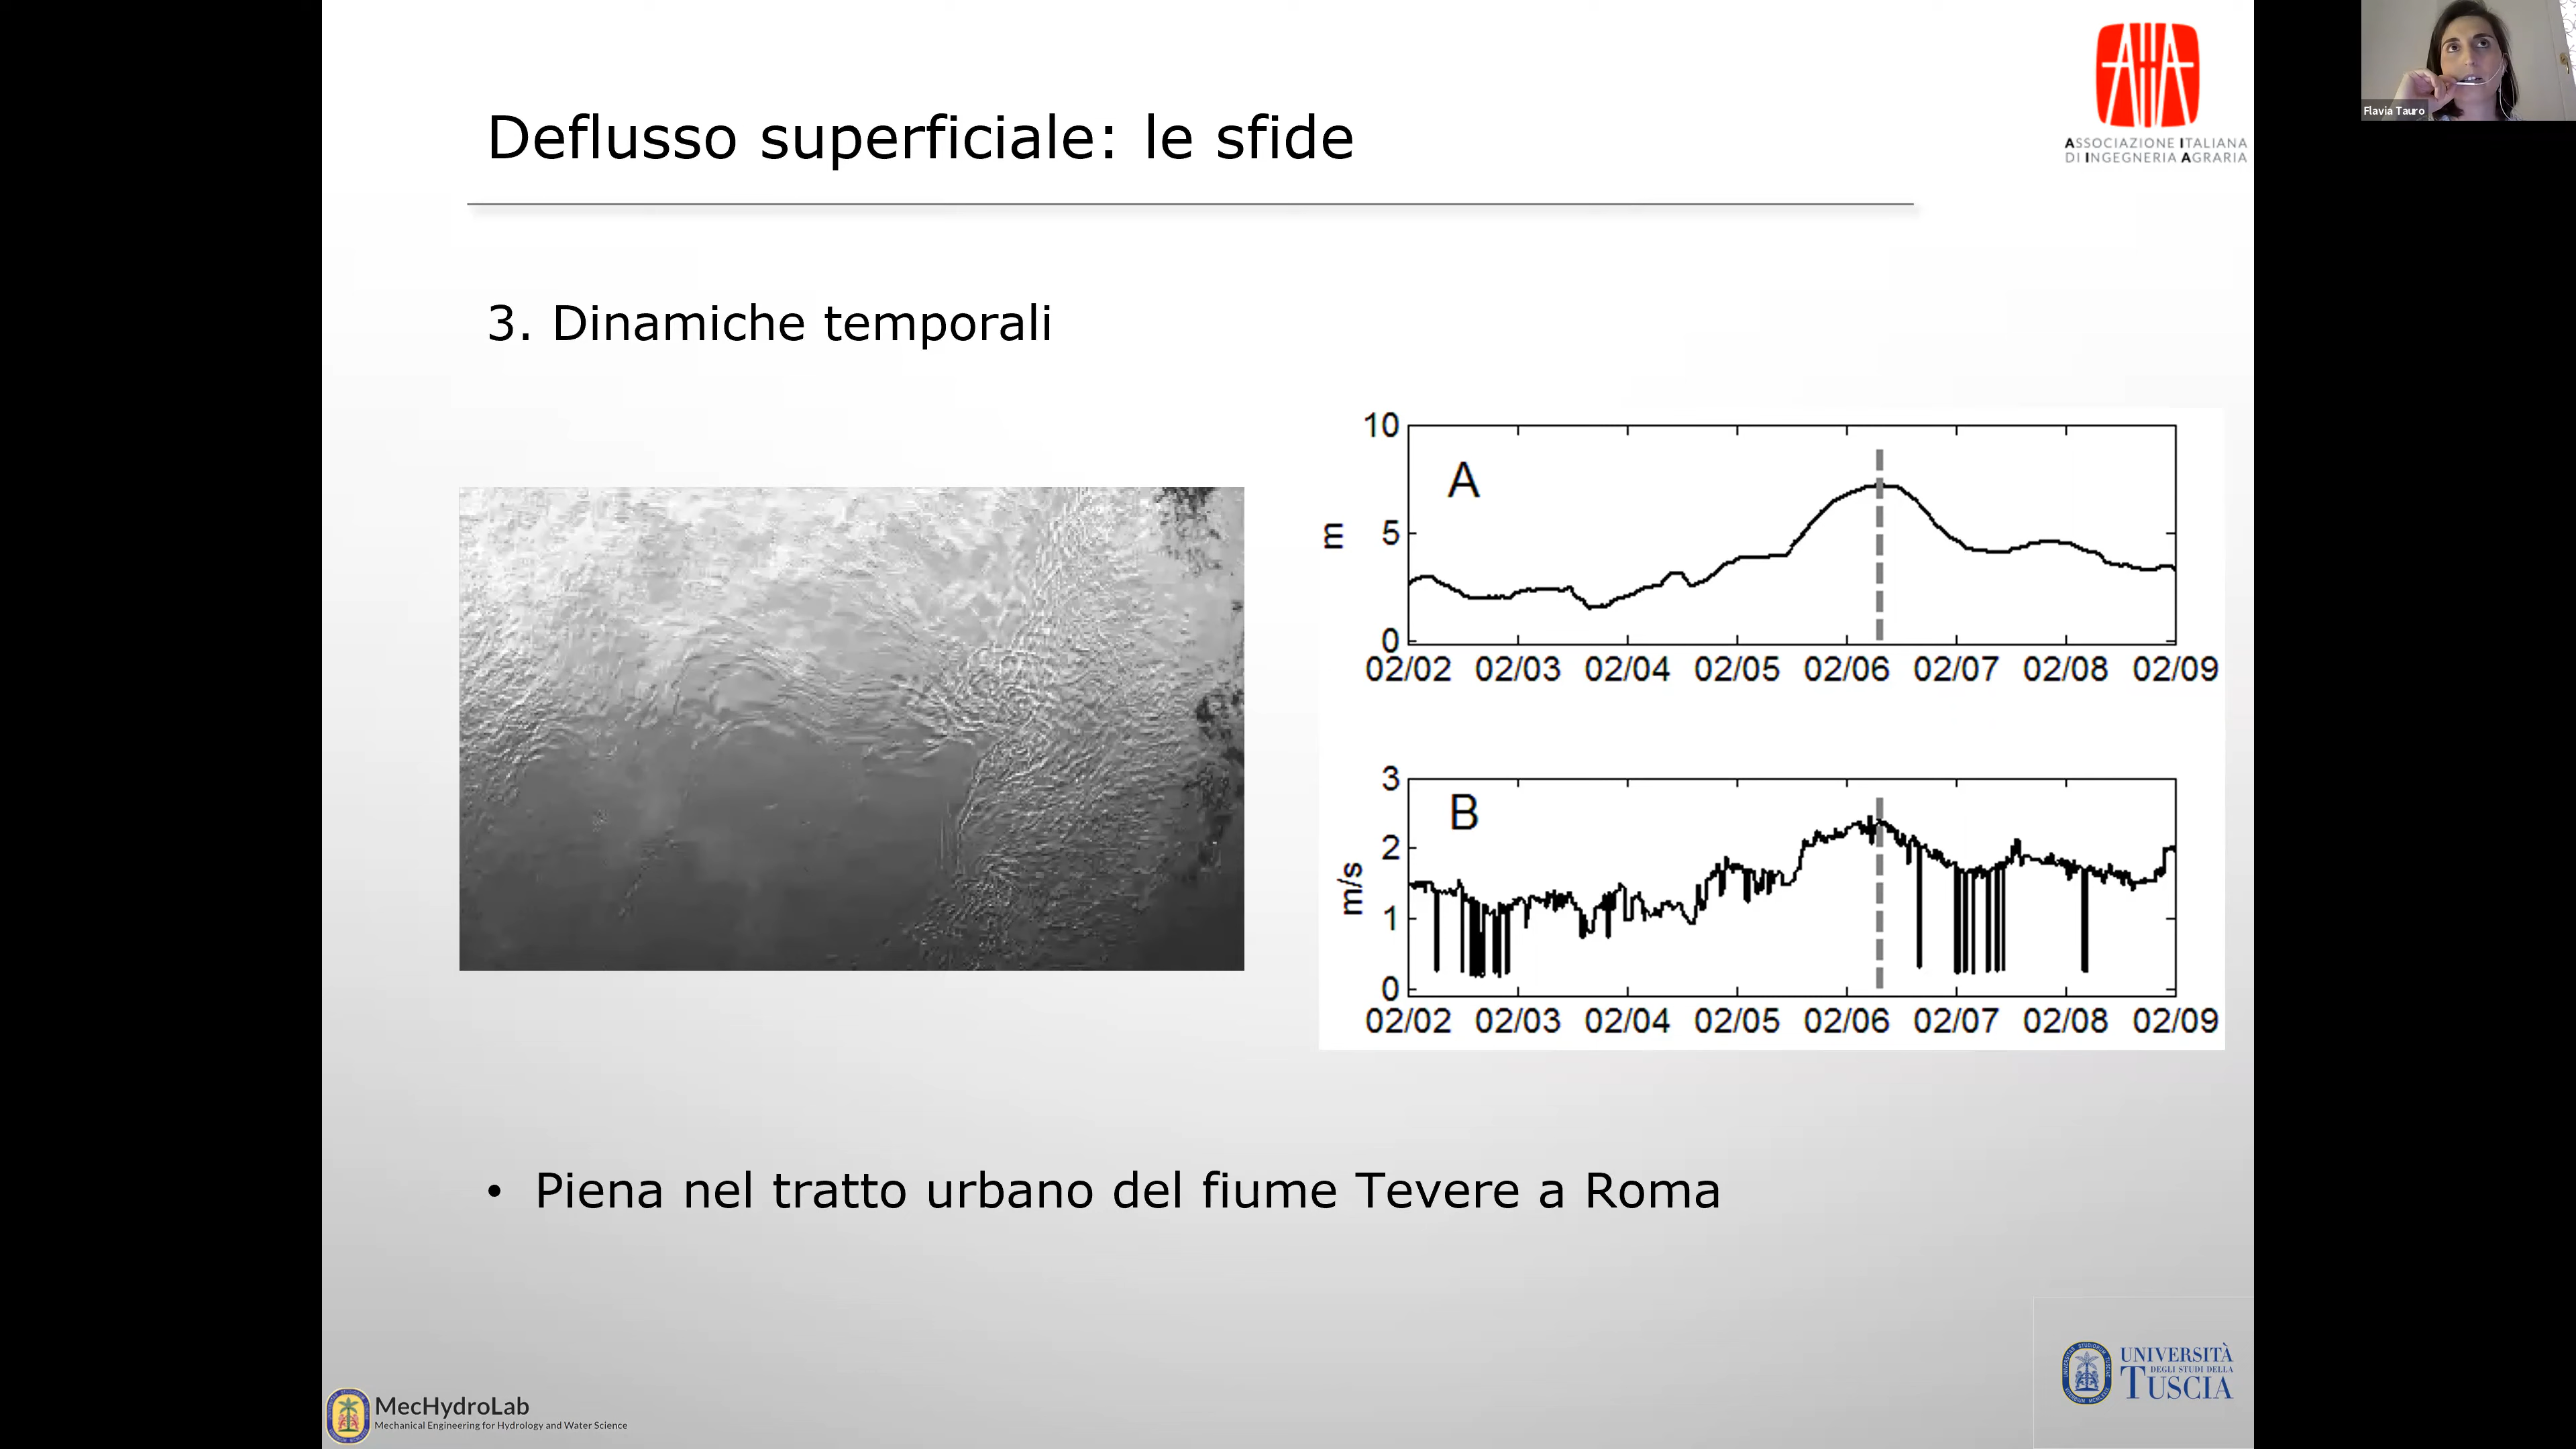 Deflusso superficiale: le sfide
ASSOCIAZIONE ITALIANA
DI INGEGNERIA AGRARIA
Flavia Tauro
3. Dinamiche temporali
10
A
m
5
0
02/02 02/03 02/04 02/05 02/06 02/07 02/08 02/09
3
B
2
m/s
1
0
02/02 02/03 02/04 02/05 02/06 02/07 02/08 02/09
• Piena nel tratto urbano del fiume Tevere a Roma
MecHydroLab
Mechanical Engineering for Hydrology and Water Science
UNIVERSITÀ
DEGLI STUDI DELLA
TUSCIA